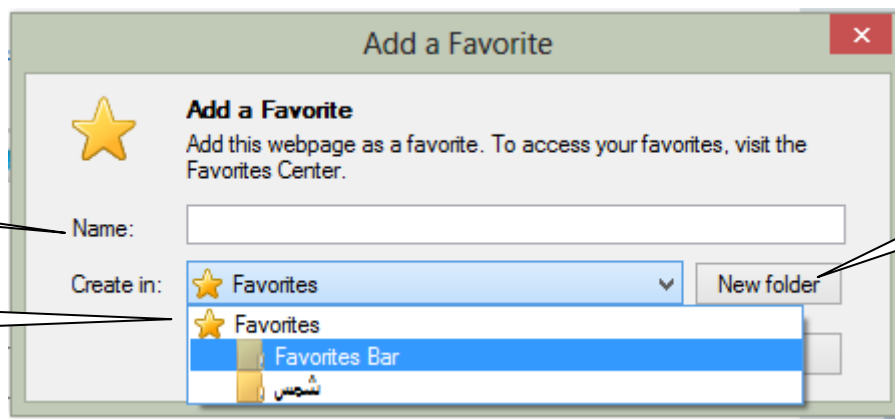 Add a Favorite
Add a Favorite
Add this webpage as a favorite. To access your favorites, visit the
Favorites Center.
Name:
Create in: Favorites New folder
Favorites
Favorites Bar
شمس